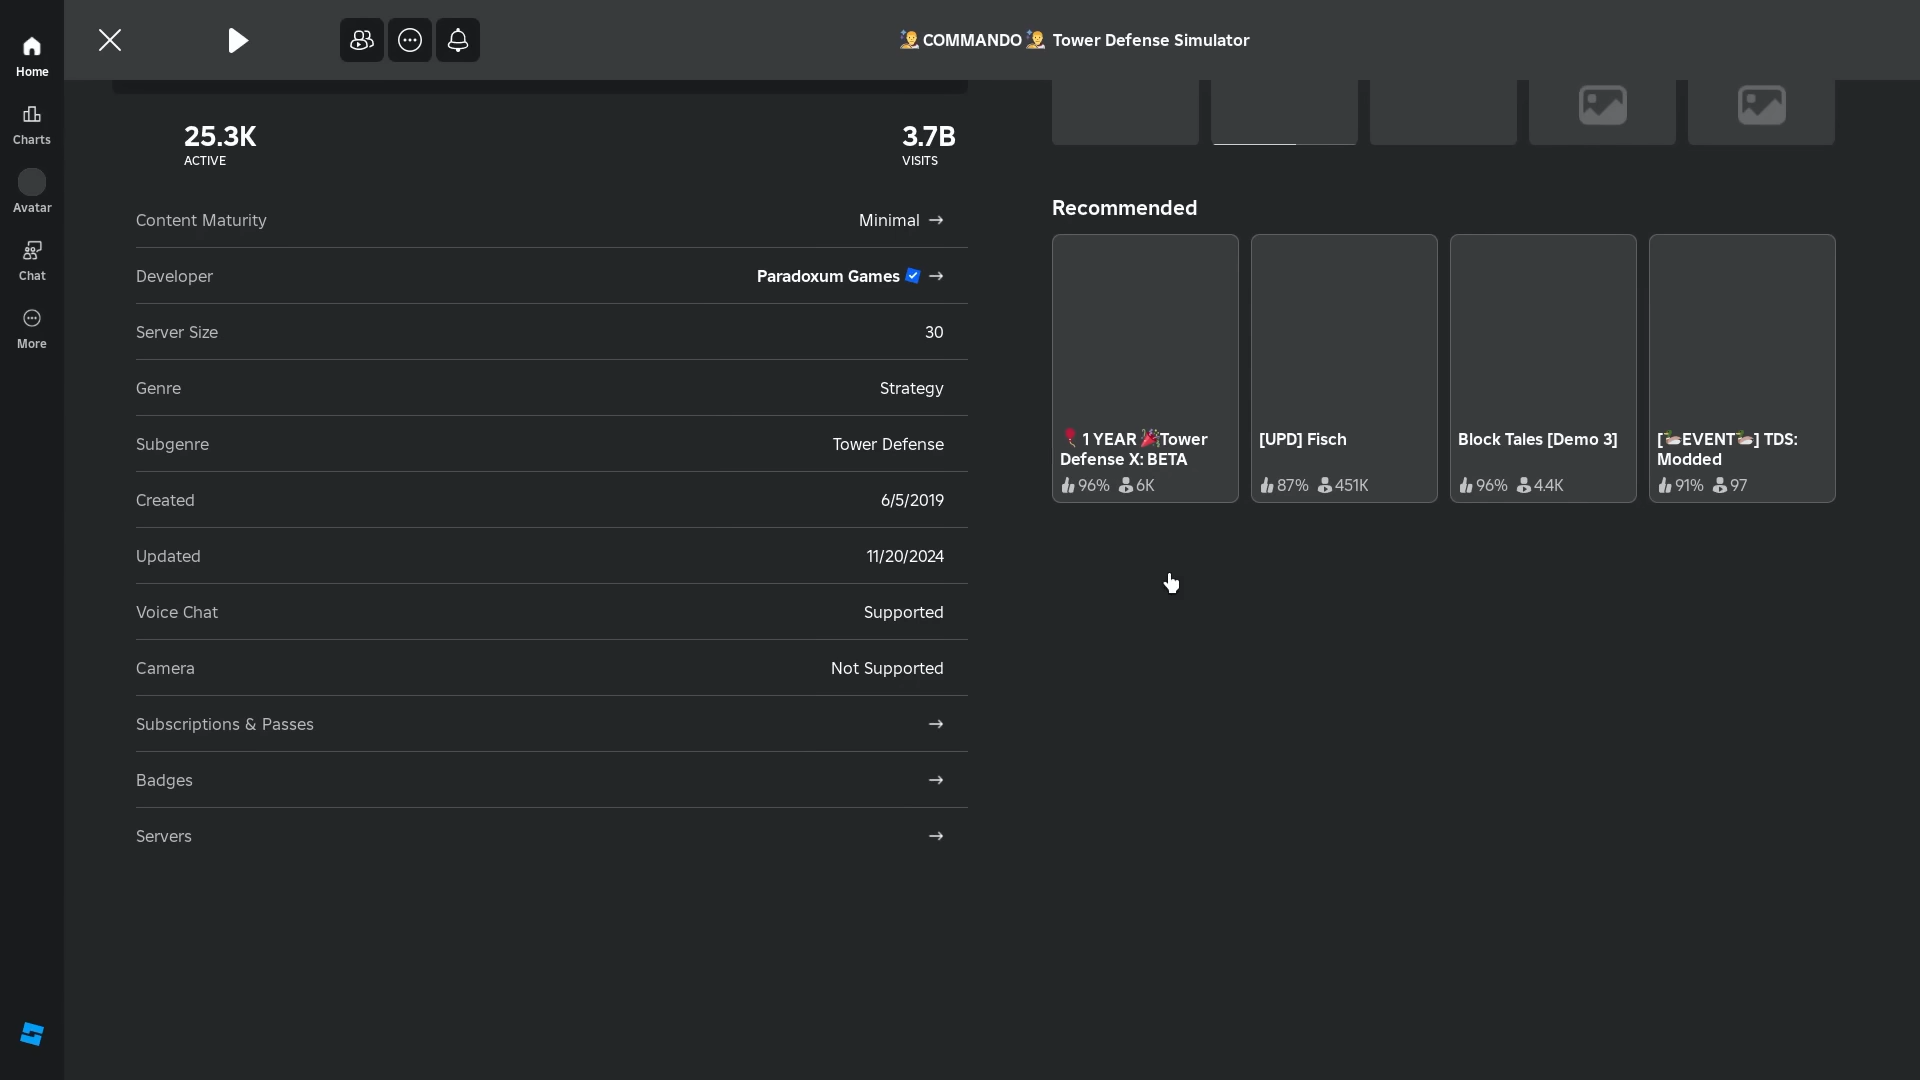 Home
Charts
Avatar
Chat
More
👩‍🚀COMMANDO👩‍🚀 Tower Defense Simulator
25.3K
ACTIVE
3.7B
VISITS
Content Maturity Minimal →
Developer Paradoxum Games →
Server Size 30
Genre Strategy
Subgenre Tower Defense
Created 6/5/2019
Updated 11/20/2024
Voice Chat Supported
Camera Not Supported
Subscriptions & Passes →
Badges →
Servers →
Recommended
🎈1 YEAR 🎉Tower
Defense X: BETA
96% 6K
[UPD] Fisch
87% 451K
Block Tales [Demo 3]
96% 4.4K
[🦆EVENT🦆] TDS:
Modded
91% 97